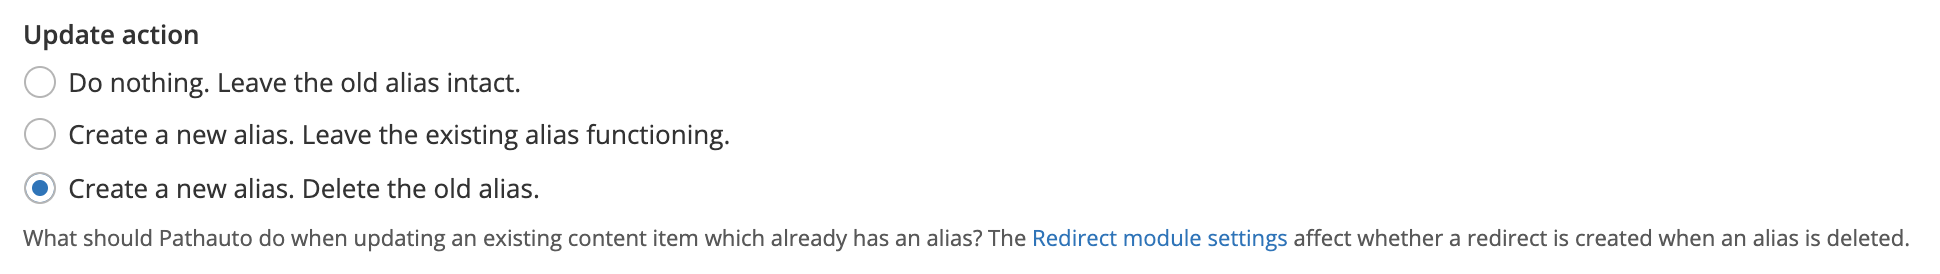 Update action
Do nothing. Leave the old alias intact.
Create a new alias. Leave the existing alias functioning.
Create a new alias. Delete the old alias.
What should Pathauto do when updating an existing content item which already has an alias? The Redirect module settings affect whether a redirect is created when an alias is deleted.